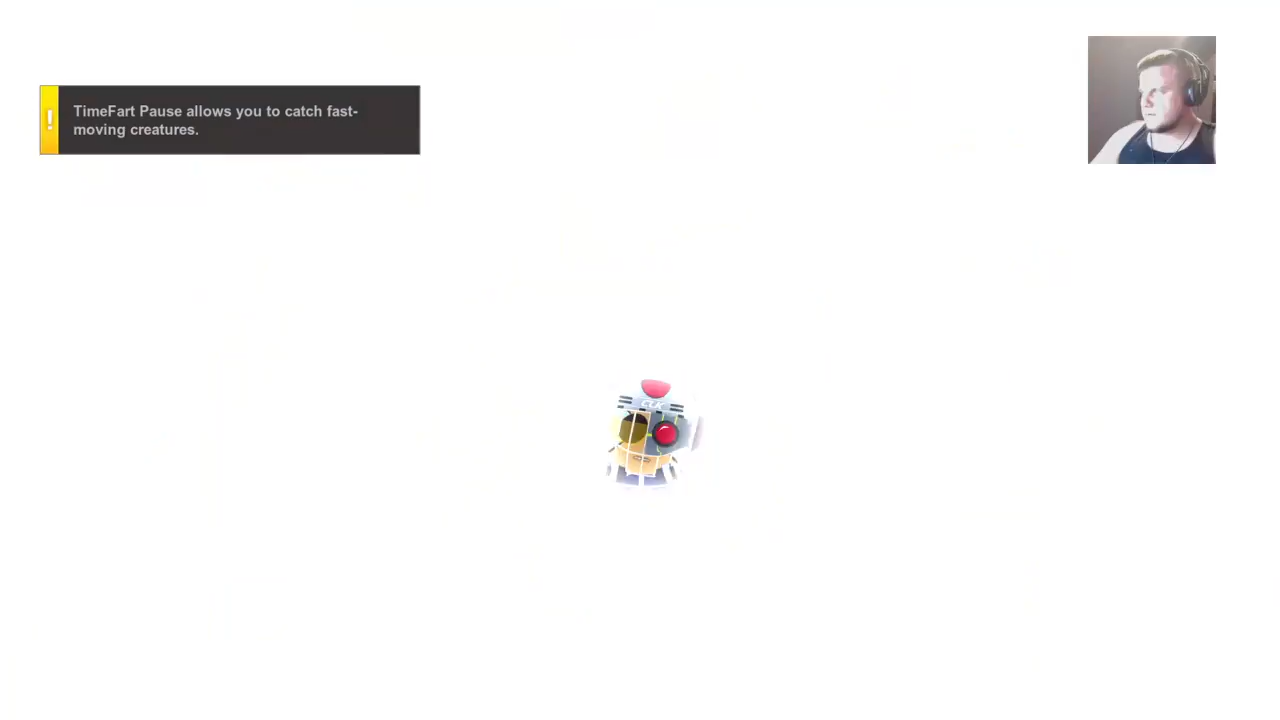 TimeFart Pause allows you to catch fast-
moving creatures.